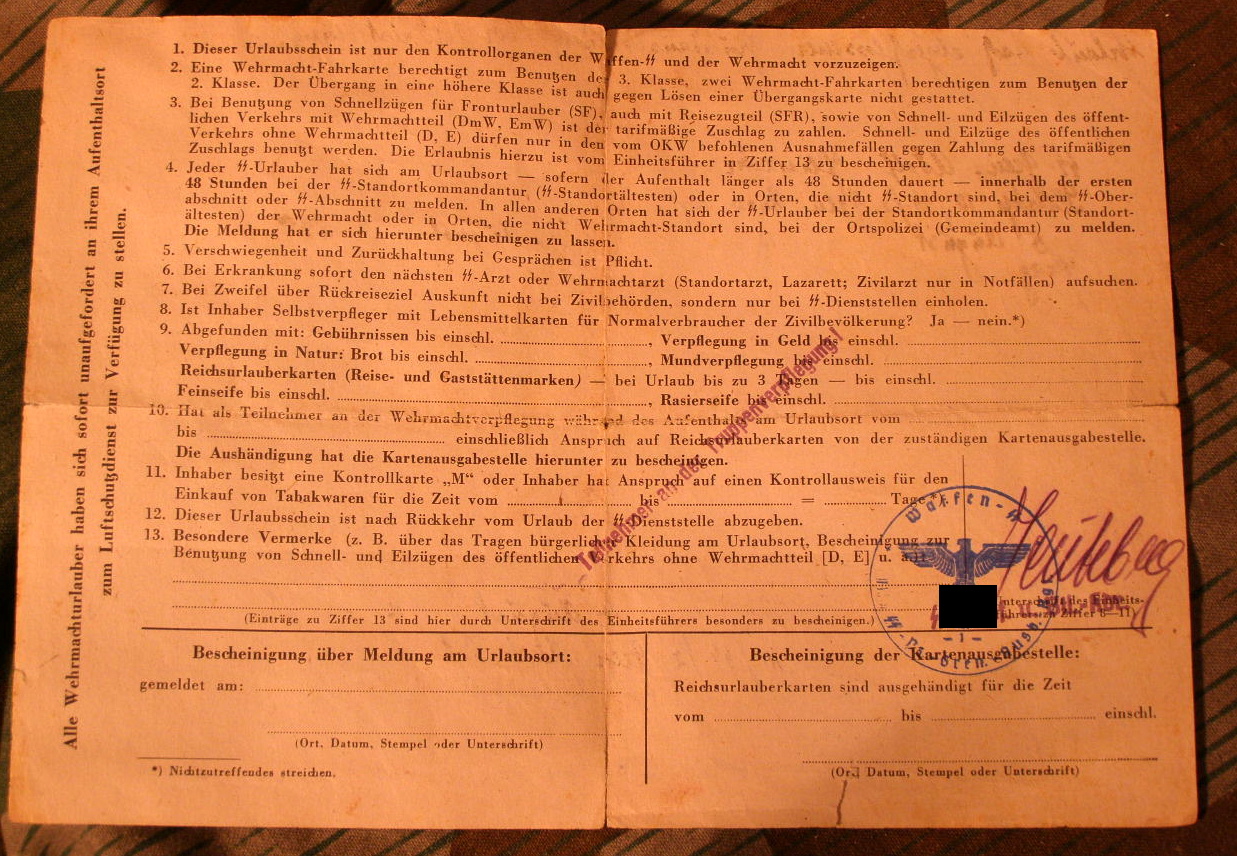 Alle Wehrmachturlauber haben sich sofort unaufgefordert an ihrem Aufenthaltsort
zum Luftschutzdienst zur Verfügung zu stellen.
1. Dieser Urlaubsschein ist nur den Kontrollorganen der Waffen-SS und der Wehrmacht vorzuzeigen.
2. Eine Wehrmacht-Fahrkarte berechtigt zum Benutzen der 3. Klasse, zwei Wehrmacht-Fahrkarten berechtigen zum Benutzen der
2. Klasse. Der Übergang in eine höhere Klasse ist auch gegen Lösen einer Übergangskarte nicht gestattet.
3. Bei Benutzung von Schnellzügen für Fronturlauber (SF), auch mit Reisezugteil (SFR), sowie von Schnell- und Eilzügen des öffent-
lichen Verkehrs mit Wehrmachtteil (DmW, EmW) ist der tarifmäßige Zuschlag zu zahlen. Schnell- und Eilzüge des öffentlichen
Verkehrs ohne Wehrmachtteil (D, E) dürfen nur in den vom OKW befohlenen Ausnahmefällen gegen Zahlung des tarifmäßigen
Zuschlags benutzt werden. Die Erlaubnis hierzu ist vom Einheitsführer in Ziffer 13 zu bescheinigen.
4. Jeder SS-Urlauber hat sich am Urlaubsort — sofern der Aufenthalt länger als 48 Stunden dauert — innerhalb der ersten
48 Stunden bei der SS-Standortkommandantur (SS-Standortältesten) oder in Orten, die nicht SS-Standort sind, bei dem SS-Ober-
abschnitt oder SS-Abschnitt zu melden. In allen anderen Orten hat sich der SS-Urlauber bei der Standortkommandantur (Standort-
ältesten) der Wehrmacht oder in Orten, die nicht Wehrmacht-Standort sind, bei der Ortspolizei (Gemeindeamt) zu melden.
Die Meldung hat er sich hierunter bescheinigen zu lassen.
5. Verschwiegenheit und Zurückhaltung bei Gesprächen ist Pflicht.
6. Bei Erkrankung sofort den nächsten SS-Arzt oder Wehrmachtarzt (Standortarzt, Lazarett; Zivilarzt nur in Notfällen) aufsuchen.
7. Bei Zweifel über Rückreiseziel Auskunft nicht bei Zivilbehörden, sondern nur bei SS-Dienststellen einholen.
8. Ist Inhaber Selbstverpfleger mit Lebensmittelkarten für Normalverbraucher der Zivilbevölkerung? Ja — nein.*)
9. Abgefunden mit: Gebührnissen bis einschl. , Verpflegung in Geld bis einschl.
Verpflegung in Natur: Brot bis einschl. , Mundverpflegung bis einschl.
Reichsurlauberkarten (Reise- und Gaststättenmarken) — bei Urlaub bis zu 3 Tagen — bis einschl.
Feinseife bis einschl. , Rasierseife bis einschl.
10. Hat als Teilnehmer an der Wehrmachtverpflegung während des Aufenthalts am Urlaubsort vom
bis einschließlich Anspruch auf Reichsurlauberkarten von der zuständigen Kartenausgabestelle.
Die Aushändigung hat die Kartenausgabestelle hierunter zu bescheinigen.
11. Inhaber besitzt eine Kontrollkarte „M“ oder Inhaber hat Anspruch auf einen Kontrollausweis für den
Einkauf von Tabakwaren für die Zeit vom bis = Tage*).
12. Dieser Urlaubsschein ist nach Rückkehr vom Urlaub der SS-Dienststelle abzugeben.
13. Besondere Vermerke (z. B. über das Tragen bürgerlicher Kleidung am Urlaubsort, Bescheinigung zur
Benutzung von Schnell- und Eilzügen des öffentlichen Verkehrs ohne Wehrmachtteil [D, E] u. a.)
Teilnehmer an der Truppenverpflegung!
Waffen-SS
- 1 -
Unterschrift des Einheits-
führers zu Ziffer 8—11)
(Einträge zu Ziffer 13 sind hier durch Unterschrift des Einheitsführers besonders zu bescheinigen.)
Bescheinigung über Meldung am Urlaubsort:
gemeldet am:
(Ort, Datum, Stempel oder Unterschrift)
*) Nichtzutreffendes streichen.
Bescheinigung der Kartenausgabestelle:
Reichsurlauberkarten sind ausgehändigt für die Zeit
vom bis einschl.
(Ort, Datum, Stempel oder Unterschrift)